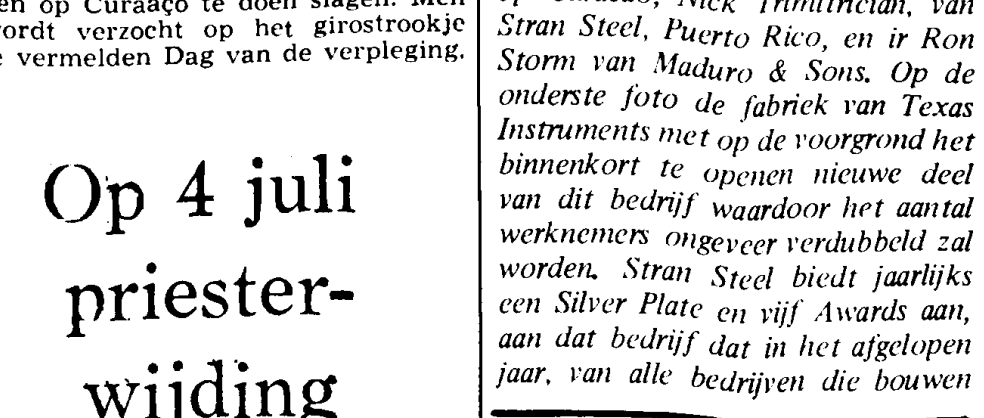 en op Curaçao te doen slagen. Men
wordt verzocht op het girostrookje
te vermelden Dag van de verpleging.
Op 4 juli
priester-
wijding
op Curaçao, Nick Trimitrician, van
Stran Steel, Puerto Rico, en ir Ron
Storm van Maduro & Sons. Op de
onderste foto de fabriek van Texas
Instruments met op de voorgrond het
binnenkort te openen nieuwe deel
van dit bedrijf waardoor het aantal
werknemers ongeveer verdubbeld zal
worden. Stran Steel biedt jaarlijks
een Silver Plate en vijf Awards aan,
aan dat bedrijf dat in het afgelopen
jaar, van alle bedrijven die bouwen